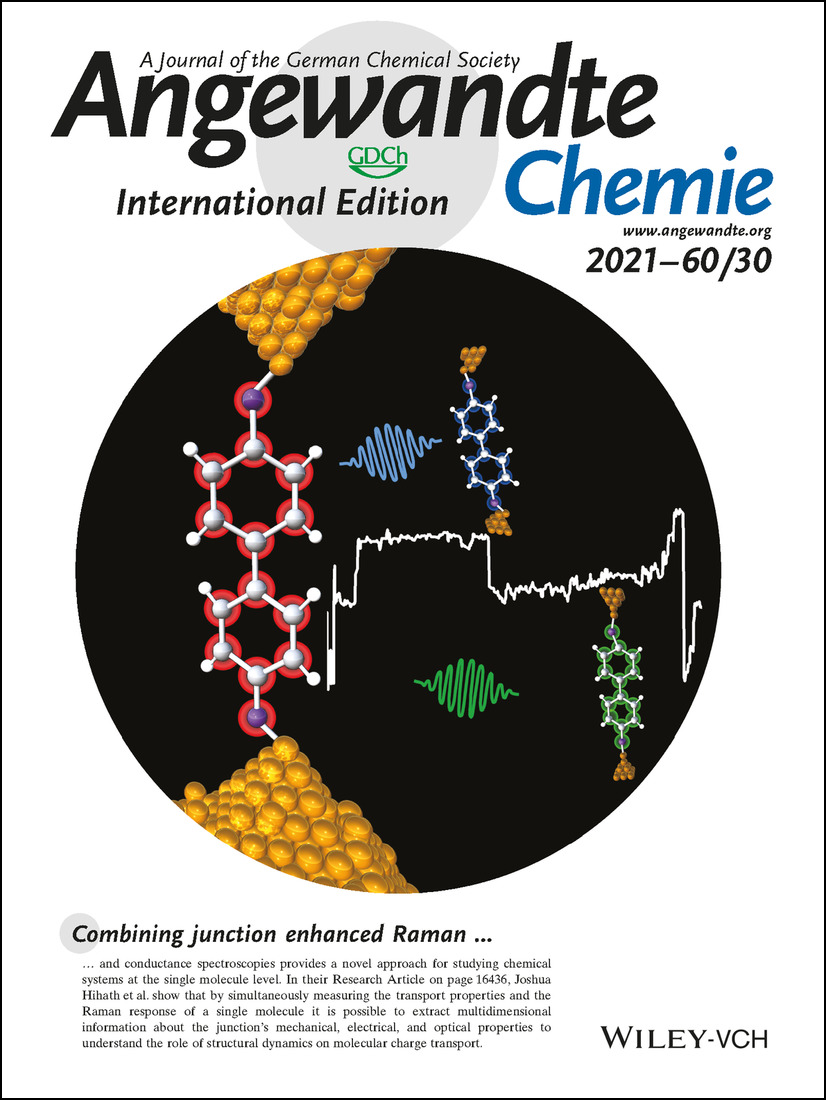 A Journal of the German Chemical Society
Angewandte
GDCh
Chemie
International Edition
www.angewandte.org
2021–60/30
Combining junction enhanced Raman ...
... and conductance spectroscopies provides a novel approach for studying chemical
systems at the single molecule level. In their Research Article on page 16436, Joshua
Hihath et al. show that by simultaneously measuring the transport properties and the
Raman response of a single molecule it is possible to extract multidimensional
information about the junction's mechanical, electrical, and optical properties to
understand the role of structural dynamics on molecular charge transport.
WILEY-VCH